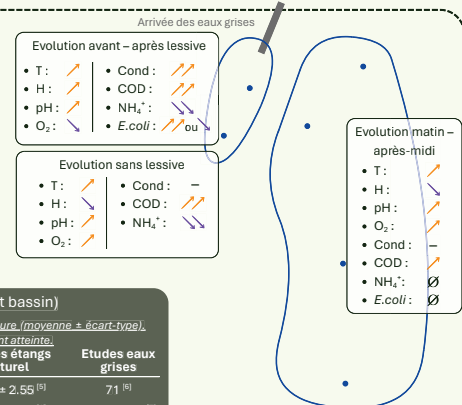 Arrivée des eaux grises
Evolution avant – après lessive
• T : ↗ • Cond : ↗↗
• H : ↗ • COD : ↗↗
• pH : ↗ • NH₄⁺ : ↘↘
• O₂ : ↘ • E.coli : ↗↗ ou ↘
Evolution sans lessive
• T : ↗ • Cond : –
• H : ↘ • COD : ↗↗
• pH : ↗ • NH₄⁺ : ↘↘
• O₂ : ↗
Evolution matin –
après-midi
• T : ↗
• H : ↘
• pH : ↗
• O₂ : ↗
• Cond : –
• COD : ↗
• NH₄⁺ : Ø
• E.coli : Ø
t bassin)
ure (moyenne ± écart-type).
nt atteinte.
s étangs Etudes eaux
turel grises
± 2.55 [5] 71 [6]